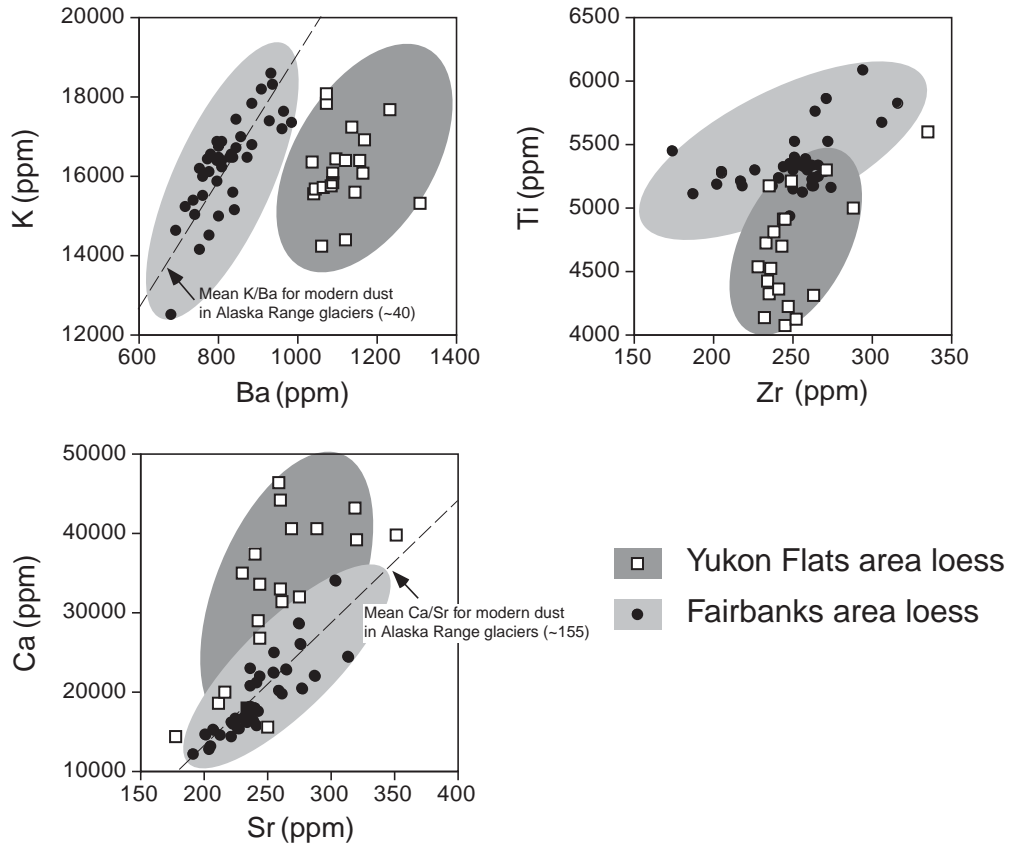 20000
18000
16000
14000
12000
K (ppm)
Mean K/Ba for modern dust
in Alaska Range glaciers (~40)
600 800 1000 1200 1400
Ba (ppm)
6500
6000
5500
5000
4500
4000
Ti (ppm)
150 200 250 300 350
Zr (ppm)
50000
40000
30000
20000
10000
Ca (ppm)
Mean Ca/Sr for modern dust
in Alaska Range glaciers (~155)
150 200 250 300 350 400
Sr (ppm)
Yukon Flats area loess
Fairbanks area loess